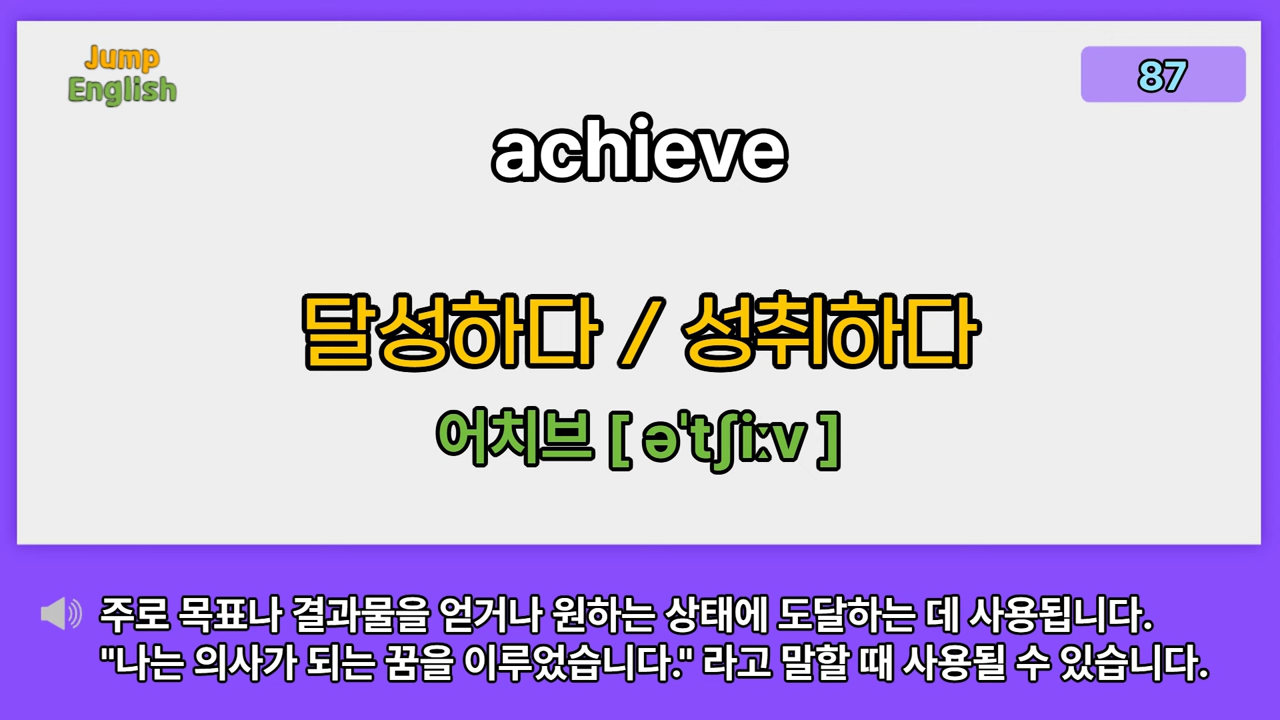 Jump
English
87
achieve
달성하다 / 성취하다
어치브 [ ə'tʃiːv ]
주로 목표나 결과물을 얻거나 원하는 상태에 도달하는 데 사용됩니다.
"나는 의사가 되는 꿈을 이루었습니다." 라고 말할 때 사용될 수 있습니다.